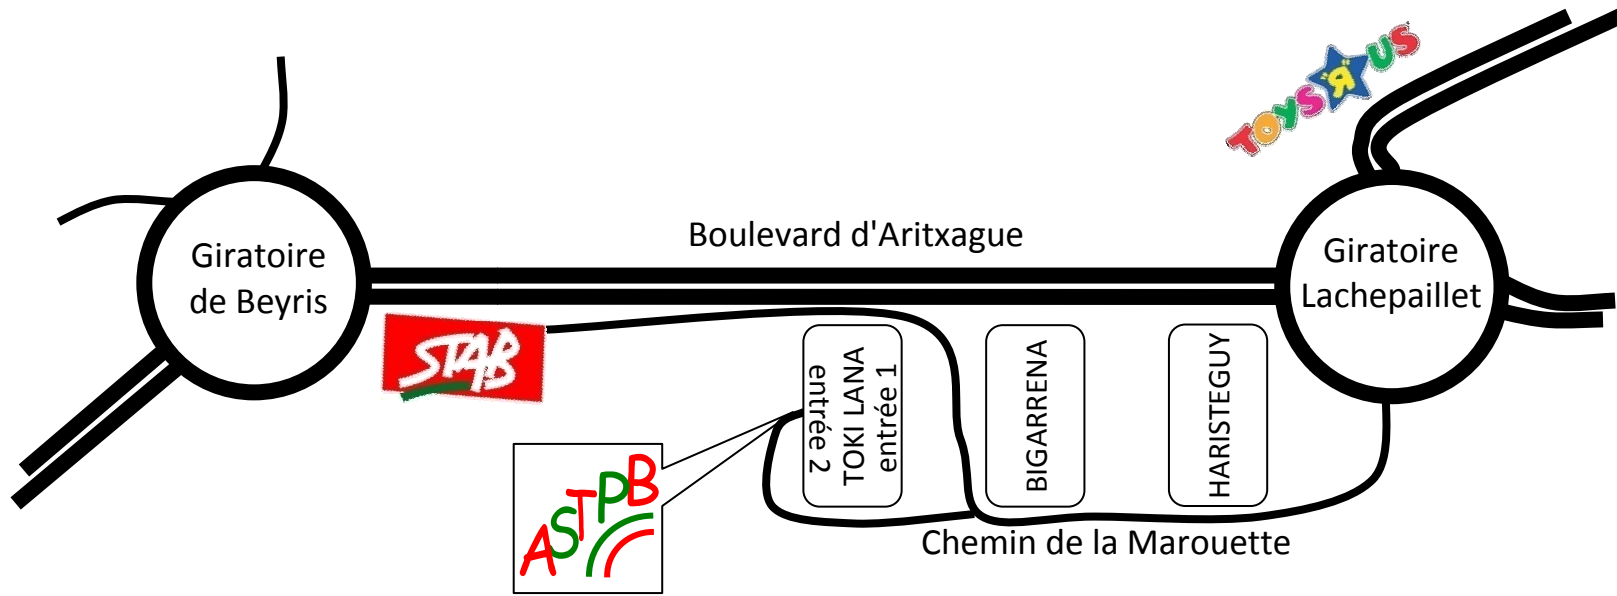 TOYS R US
Boulevard d'Aritxague
Giratoire
de Beyris
Giratoire
Lachepaillet
STAB
entrée 2
TOKI LANA
entrée 1
BIGARRENA
HARISTEGUY
ASTPB
Chemin de la Marouette